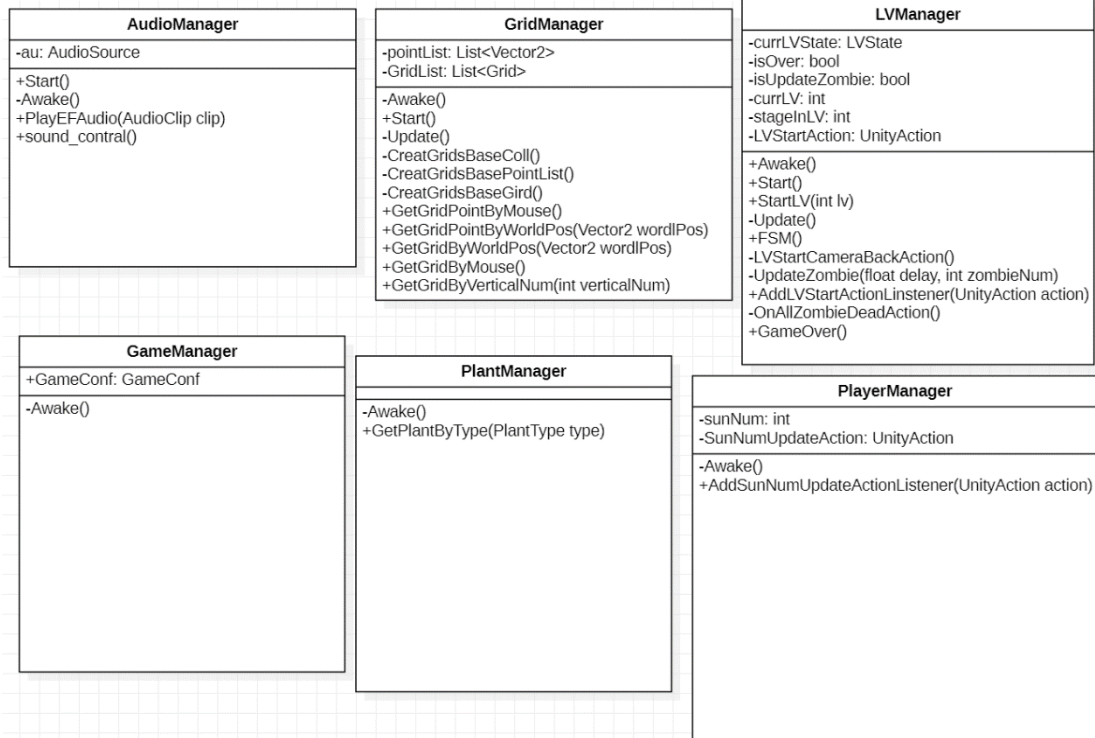 AudioManager
-au: AudioSource
+Start()
-Awake()
+PlayEFAudio(AudioClip clip)
+sound_contral()
GridManager
-pointList: List<Vector2>
-GridList: List<Grid>
-Awake()
+Start()
-Update()
-CreatGridsBaseColl()
-CreatGridsBasePointList()
-CreatGridsBaseGird()
+GetGridPointByMouse()
+GetGridPointByWorldPos(Vector2 wordlPos)
+GetGridByWorldPos(Vector2 wordlPos)
+GetGridByMouse()
+GetGridByVerticalNum(int verticalNum)
LVManager
-currLVState: LVState
-isOver: bool
-isUpdateZombie: bool
-currLV: int
-stageInLV: int
-LVStartAction: UnityAction
+Awake()
+Start()
+StartLV(int lv)
-Update()
+FSM()
-LVStartCameraBackAction()
-UpdateZombie(float delay, int zombieNum)
+AddLVStartActionLinstener(UnityAction action)
-OnAllZombieDeadAction()
+GameOver()
GameManager
+GameConf: GameConf
-Awake()
PlantManager
-Awake()
+GetPlantByType(PlantType type)
PlayerManager
-sunNum: int
-SunNumUpdateAction: UnityAction
-Awake()
+AddSunNumUpdateActionListener(UnityAction action)